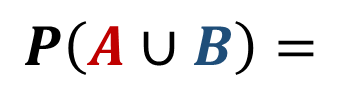 P(A ∪ B) =